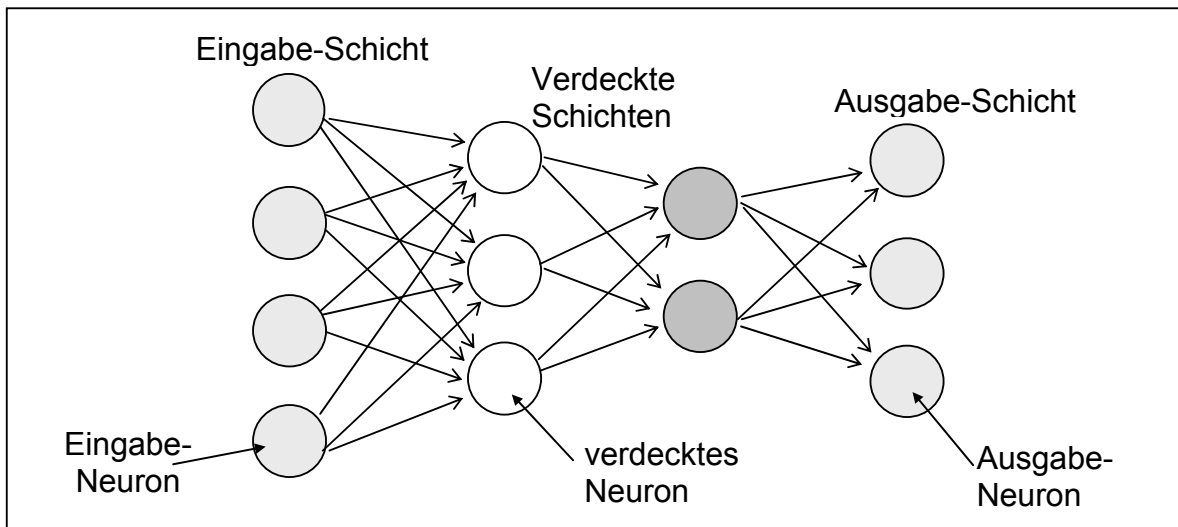 Eingabe-Schicht
Verdeckte
Schichten
Ausgabe-Schicht
Eingabe-
Neuron
verdecktes
Neuron
Ausgabe-
Neuron